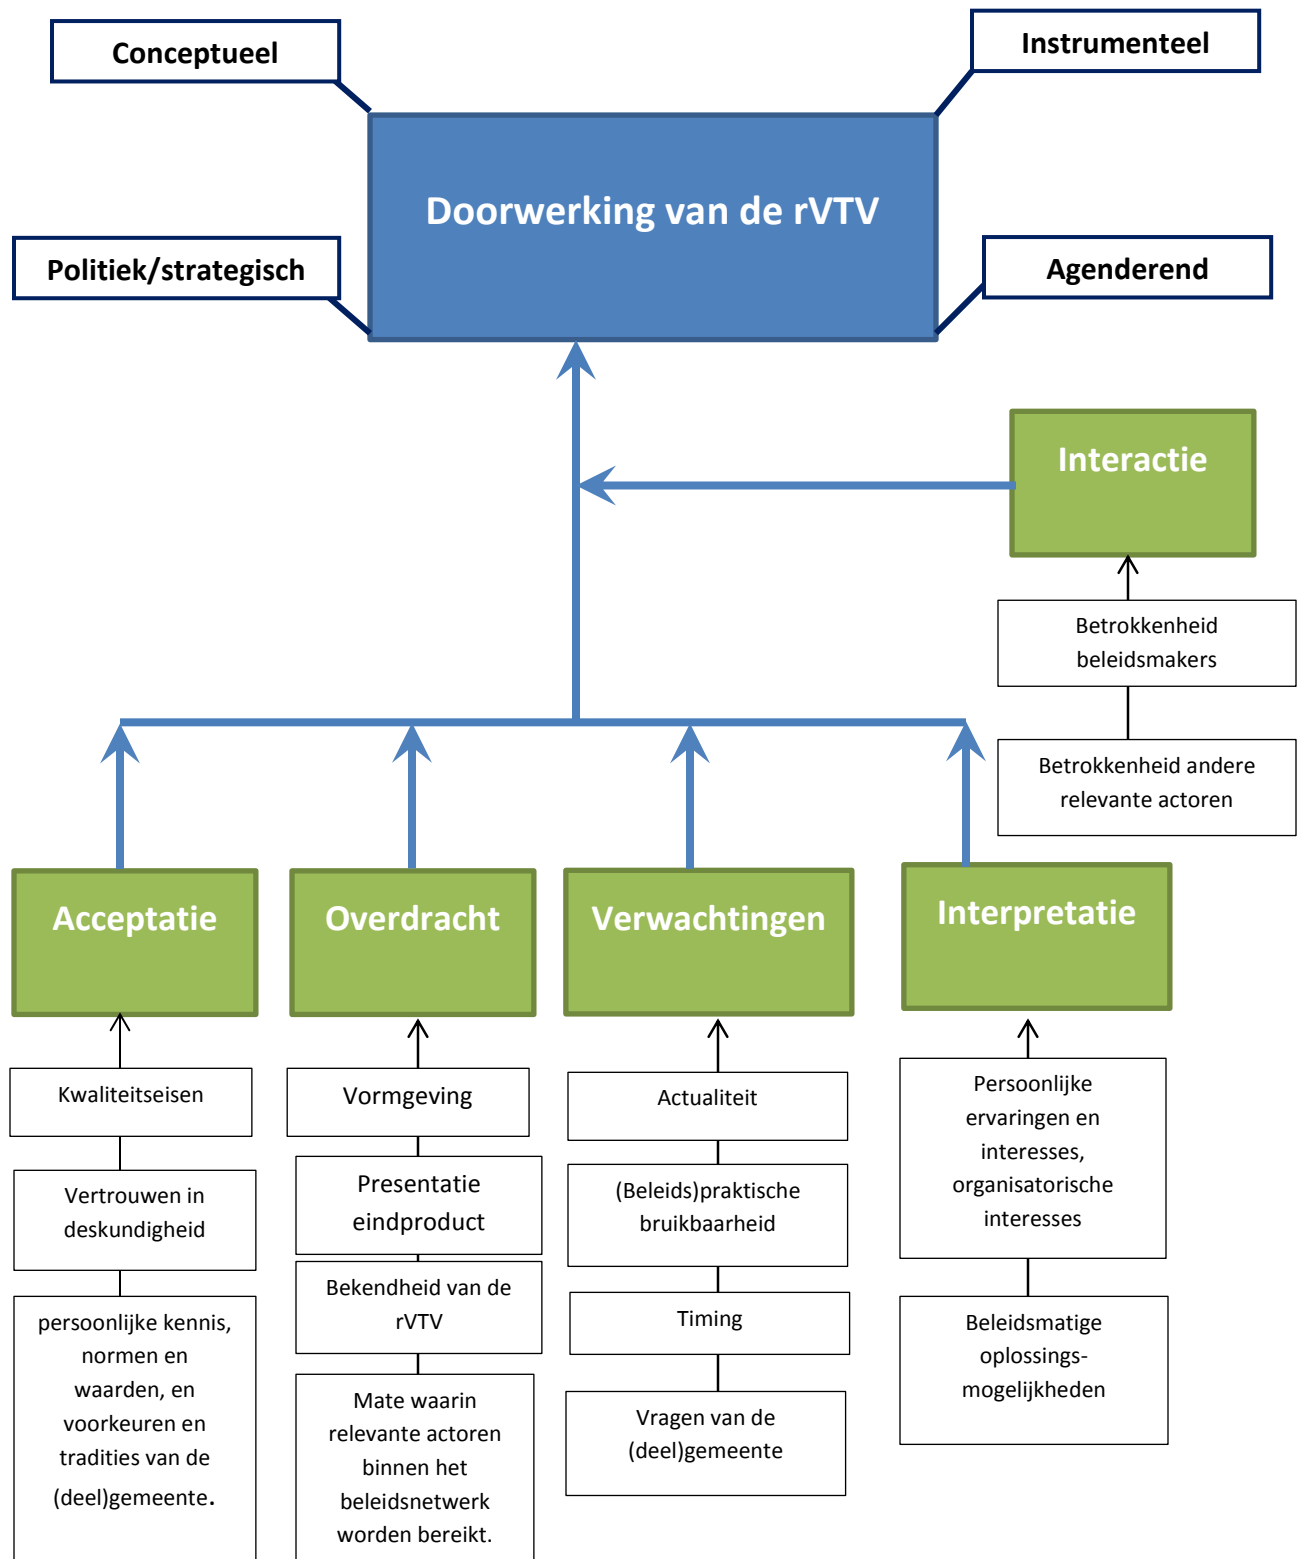 Conceptueel
Instrumenteel
Doorwerking van de rVTV
Politiek/strategisch
Agenderend
Interactie
Betrokkenheid
beleidsmakers
Betrokkenheid andere
relevante actoren
Acceptatie
Overdracht
Verwachtingen
Interpretatie
Kwaliteitseisen
Vertrouwen in
deskundigheid
persoonlijke kennis,
normen en
waarden, en
voorkeuren en
tradities van de
(deel)gemeente.
Vormgeving
Presentatie
eindproduct
Bekendheid van de
rVTV
Mate waarin
relevante actoren
binnen het
beleidsnetwerk
worden bereikt.
Actualiteit
(Beleids)praktische
bruikbaarheid
Timing
Vragen van de
(deel)gemeente
Persoonlijke
ervaringen en
interesses,
organisatorische
interesses
Beleidsmatige
oplossings-
mogelijkheden